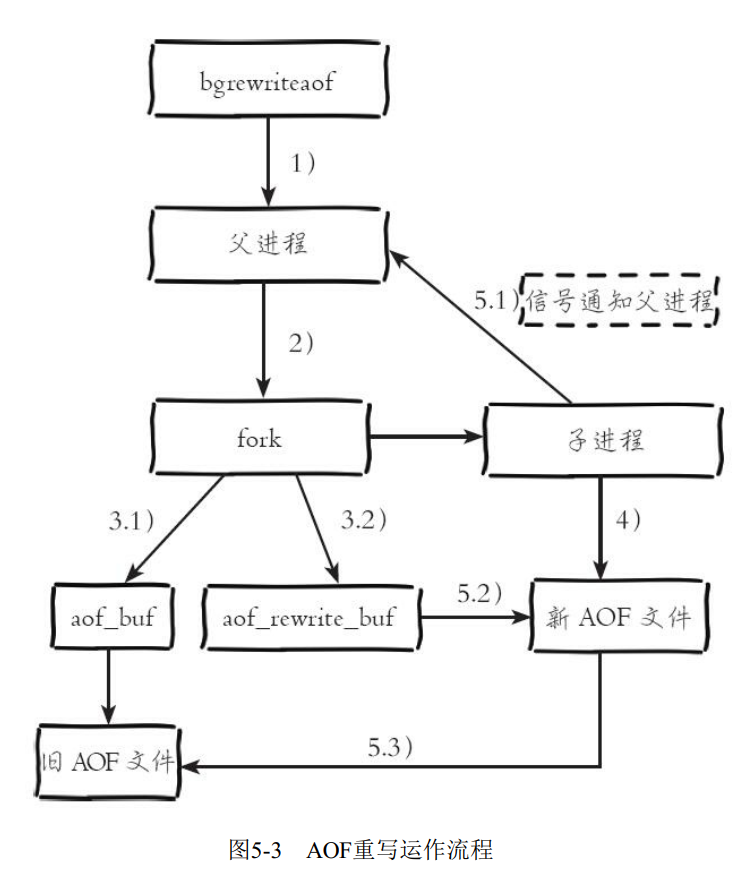 bgrewriteaof
1)
父进程
5.1)信号通知父进程
2)
fork
子进程
3.1)
3.2)
4)
aof_buf
aof_rewrite_buf
5.2)
新 AOF 文件
旧 AOF 文件
5.3)
图5-3 AOF重写运作流程